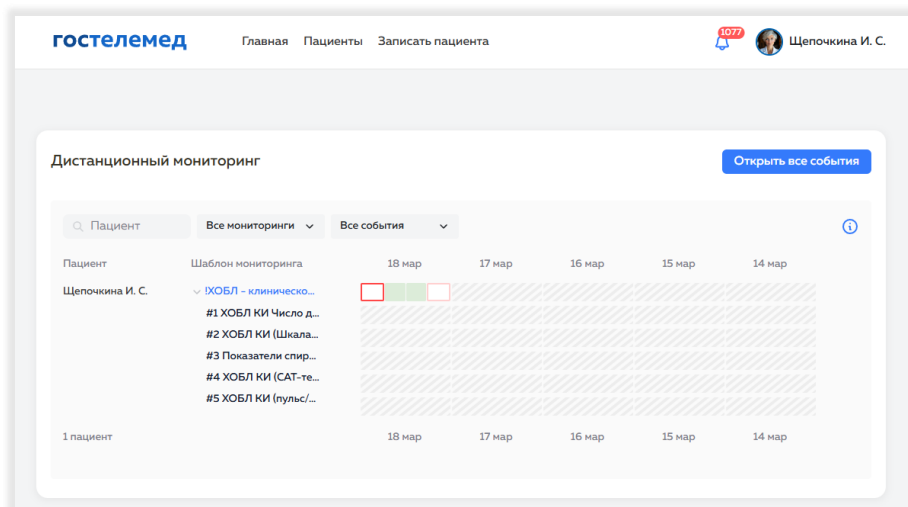 гостелемед Главная Пациенты Записать пациента 1077 Щепочкина И. С.
Дистанционный мониторинг Открыть все события
Пациент Все мониторинги Все события
Пациент Шаблон мониторинга 18 мар 17 мар 16 мар 15 мар 14 мар
Щепочкина И. С. !ХОБЛ - клиническо...
#1 ХОБЛ КИ Число д...
#2 ХОБЛ КИ (Шкала...
#3 Показатели спир...
#4 ХОБЛ КИ (САТ-те...
#5 ХОБЛ КИ (пульс/...
1 пациент 18 мар 17 мар 16 мар 15 мар 14 мар